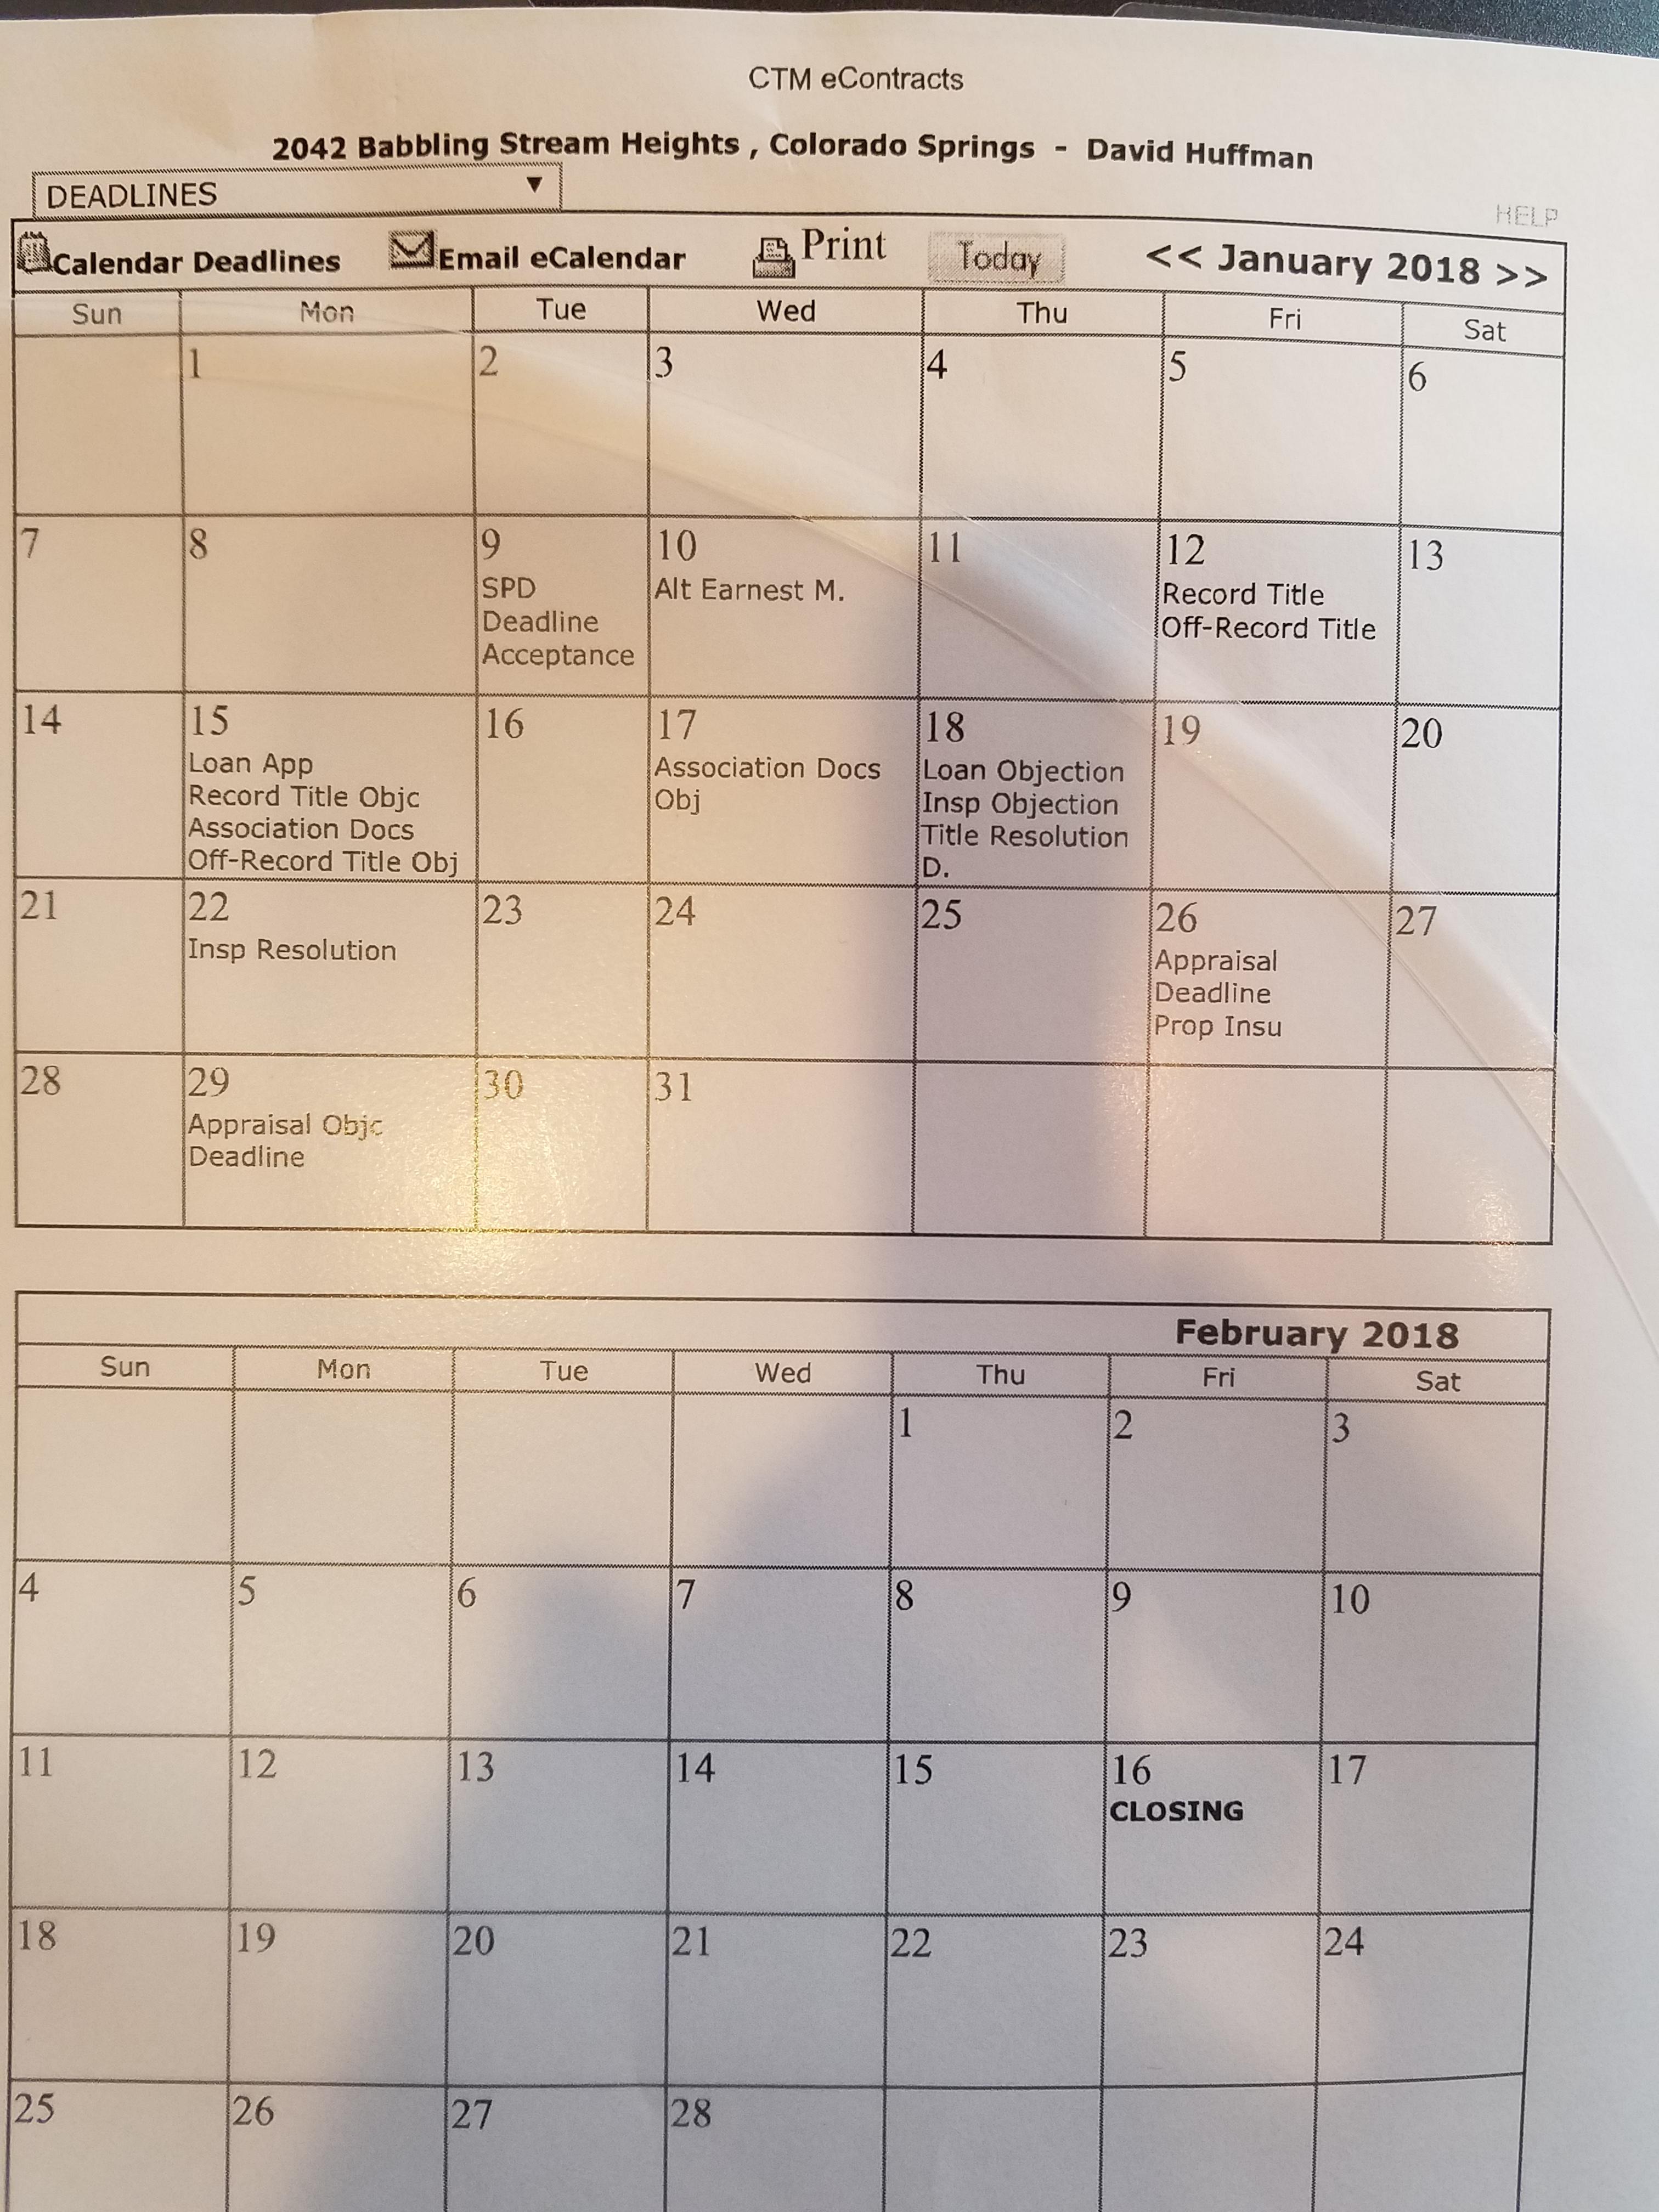 CTM eContracts
2042 Babbling Stream Heights , Colorado Springs - David Huffman
HELP
DEADLINES ▼
Calendar Deadlines Email eCalendar Print Today << January 2018 >>
Sun Mon Tue Wed Thu Fri Sat
1 2 3 4 5 6
7 8 9 10 11 12 13
SPD Alt Earnest M. Record Title
Deadline Off-Record Title
Acceptance
14 15 16 17 18 19 20
Loan App Association Docs Loan Objection
Record Title Objc Obj Insp Objection
Association Docs Title Resolution
Off-Record Title Obj D.
21 22 23 24 25 26 27
Insp Resolution Appraisal
Deadline
Prop Insu
28 29 30 31
Appraisal Objc
Deadline
February 2018
Sun Mon Tue Wed Thu Fri Sat
1 2 3
4 5 6 7 8 9 10
11 12 13 14 15 16 17
CLOSING
18 19 20 21 22 23 24
25 26 27 28